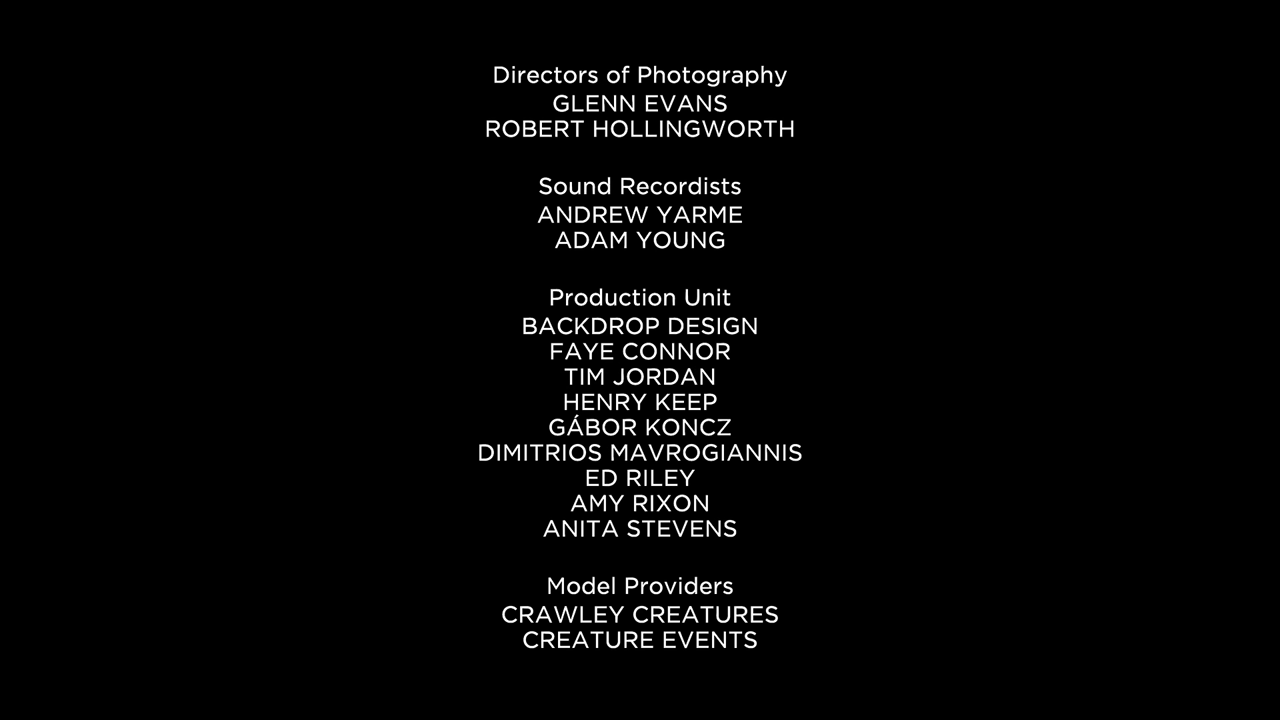 Directors of Photography
GLENN EVANS
ROBERT HOLLINGWORTH
Sound Recordists
ANDREW YARME
ADAM YOUNG
Production Unit
BACKDROP DESIGN
FAYE CONNOR
TIM JORDAN
HENRY KEEP
GÁBOR KONCZ
DIMITRIOS MAVROGIANNIS
ED RILEY
AMY RIXON
ANITA STEVENS
Model Providers
CRAWLEY CREATURES
CREATURE EVENTS